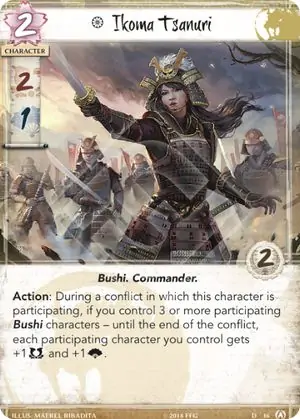 2
Ikoma Tsanuri
CHARACTER
2
1
2
Bushi. Commander.
Action: During a conflict in which this character is
participating, if you control 3 or more participating
Bushi characters – until the end of the conflict,
each participating character you control gets
+1 and +1 .
ILLUS. MATREL BIBADITA
© 2018 FFG
D